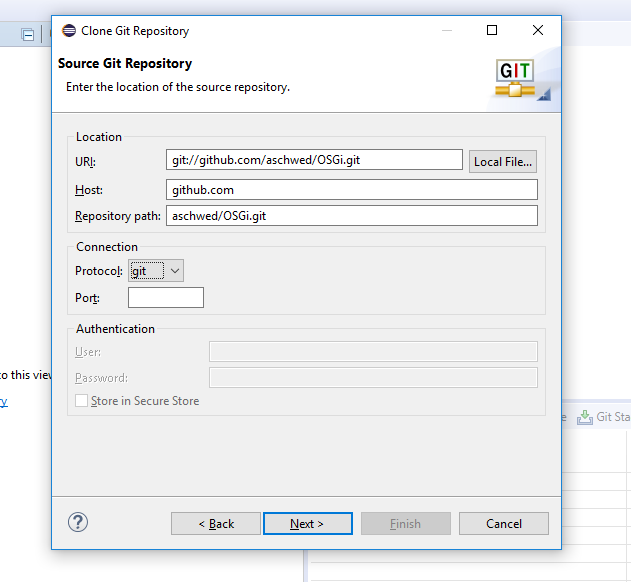 Clone Git Repository
Source Git Repository
Enter the location of the source repository.
GIT
Location
URI: git://github.com/aschwed/OSGi.git Local File...
Host: github.com
Repository path: aschwed/OSGi.git
Connection
Protocol: git
Port:
Authentication
User:
Password:
Store in Secure Store
to this view
Git Sta
? < Back Next > Finish Cancel